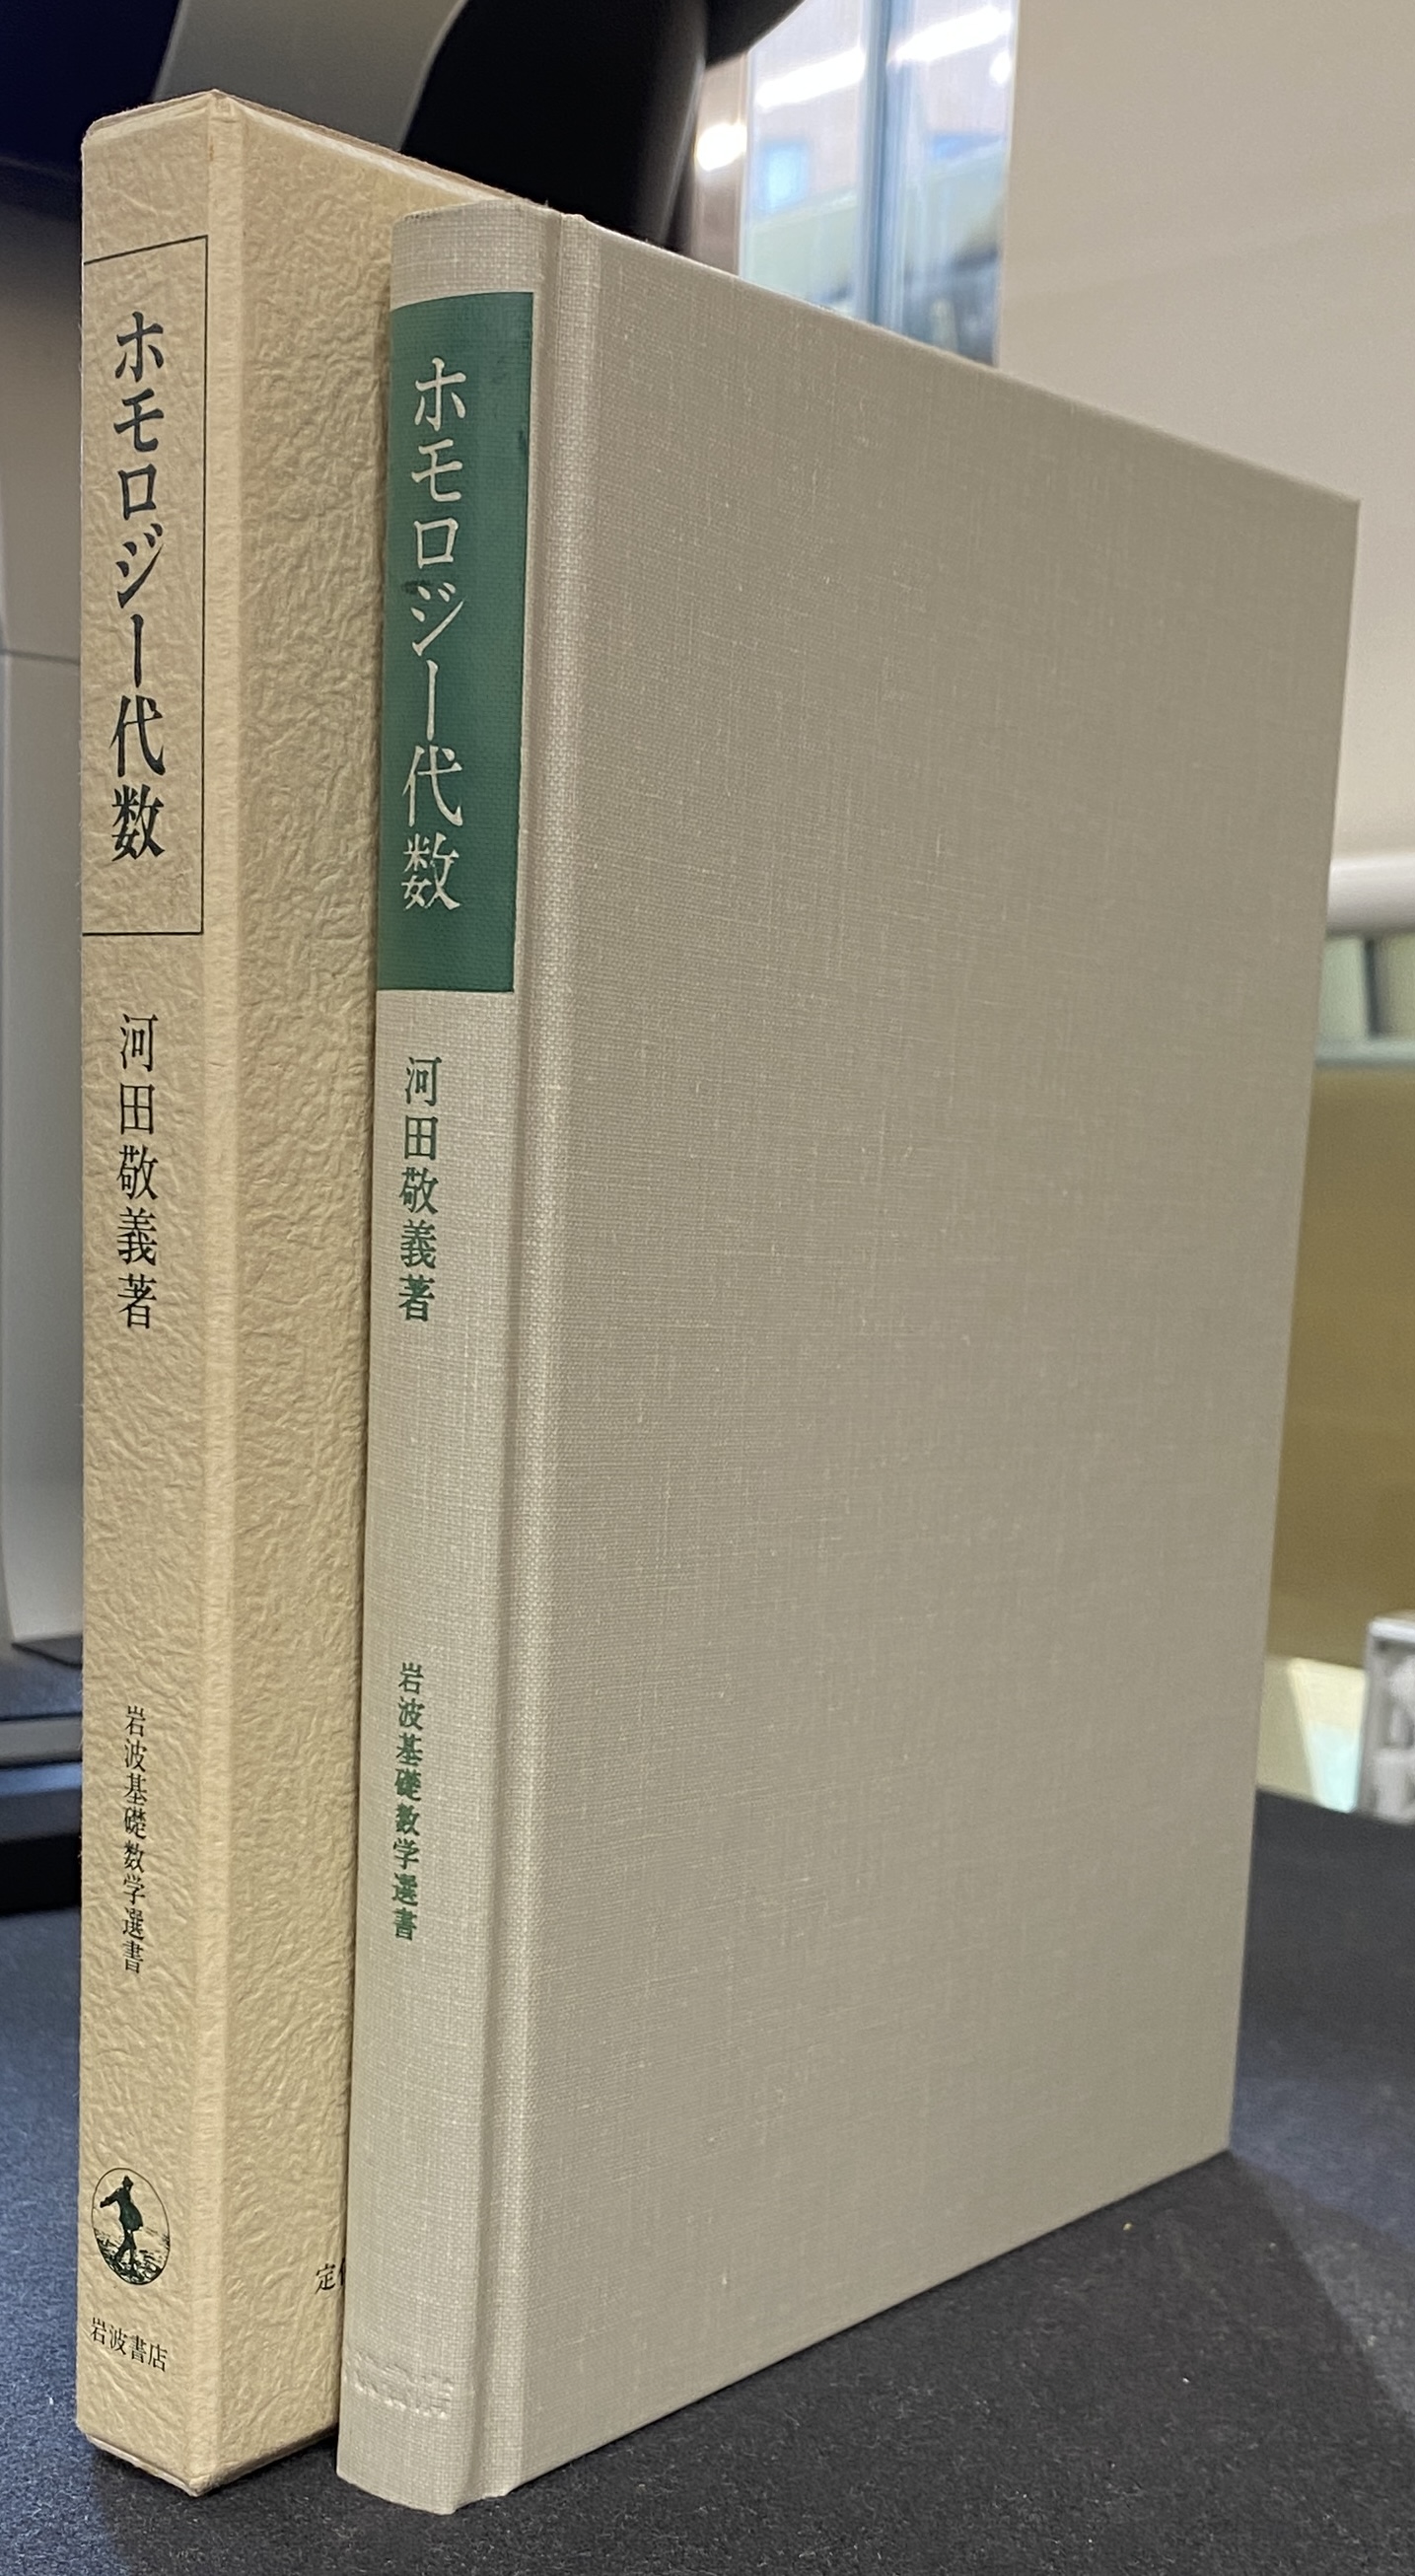 ホモロジー代数
河田敬義著
岩波基礎数学選書
岩波書店
定
ホモロジー代数
河田敬義著
岩波基礎数学選書